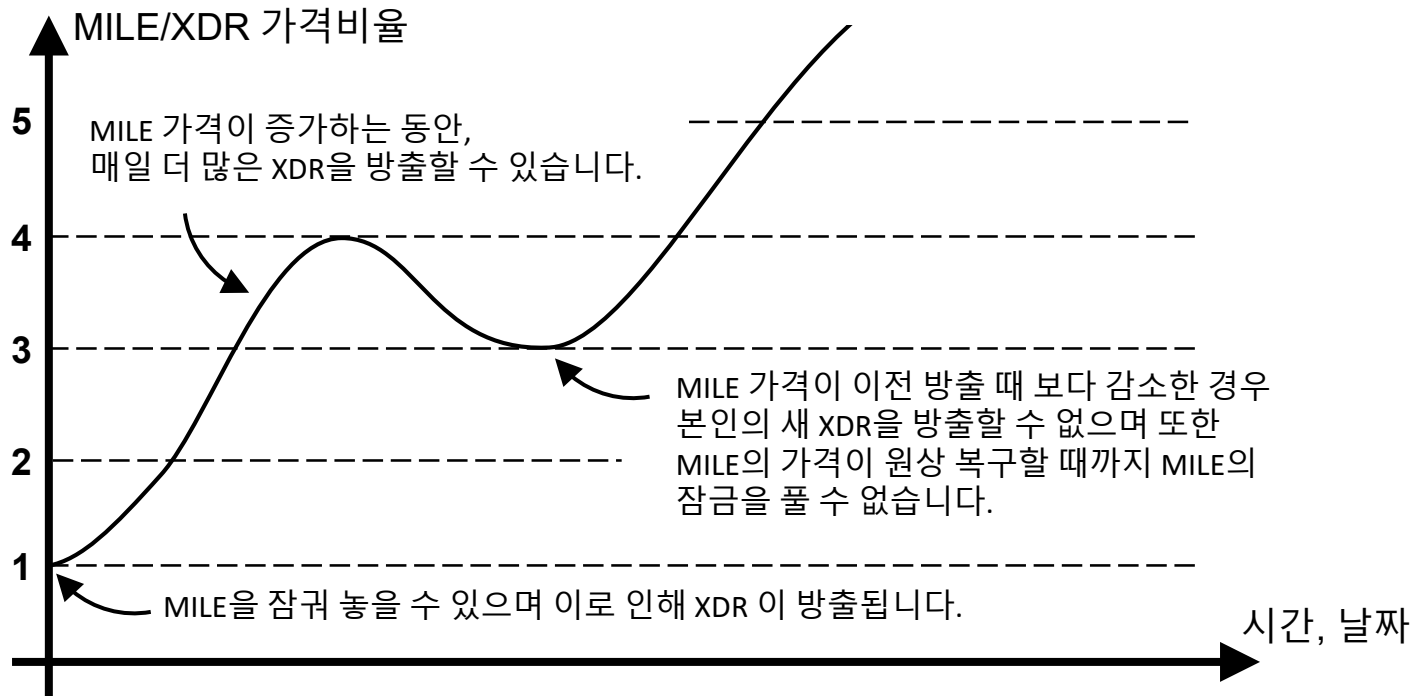 MILE/XDR 가격비율
5
MILE 가격이 증가하는 동안,
매일 더 많은 XDR을 방출할 수 있습니다.
4
3
MILE 가격이 이전 방출 때 보다 감소한 경우
본인의 새 XDR을 방출할 수 없으며 또한
MILE의 가격이 원상 복구할 때까지 MILE의
잠금을 풀 수 없습니다.
2
1
MILE을 잠궈 놓을 수 있으며 이로 인해 XDR 이 방출됩니다.
시간, 날짜